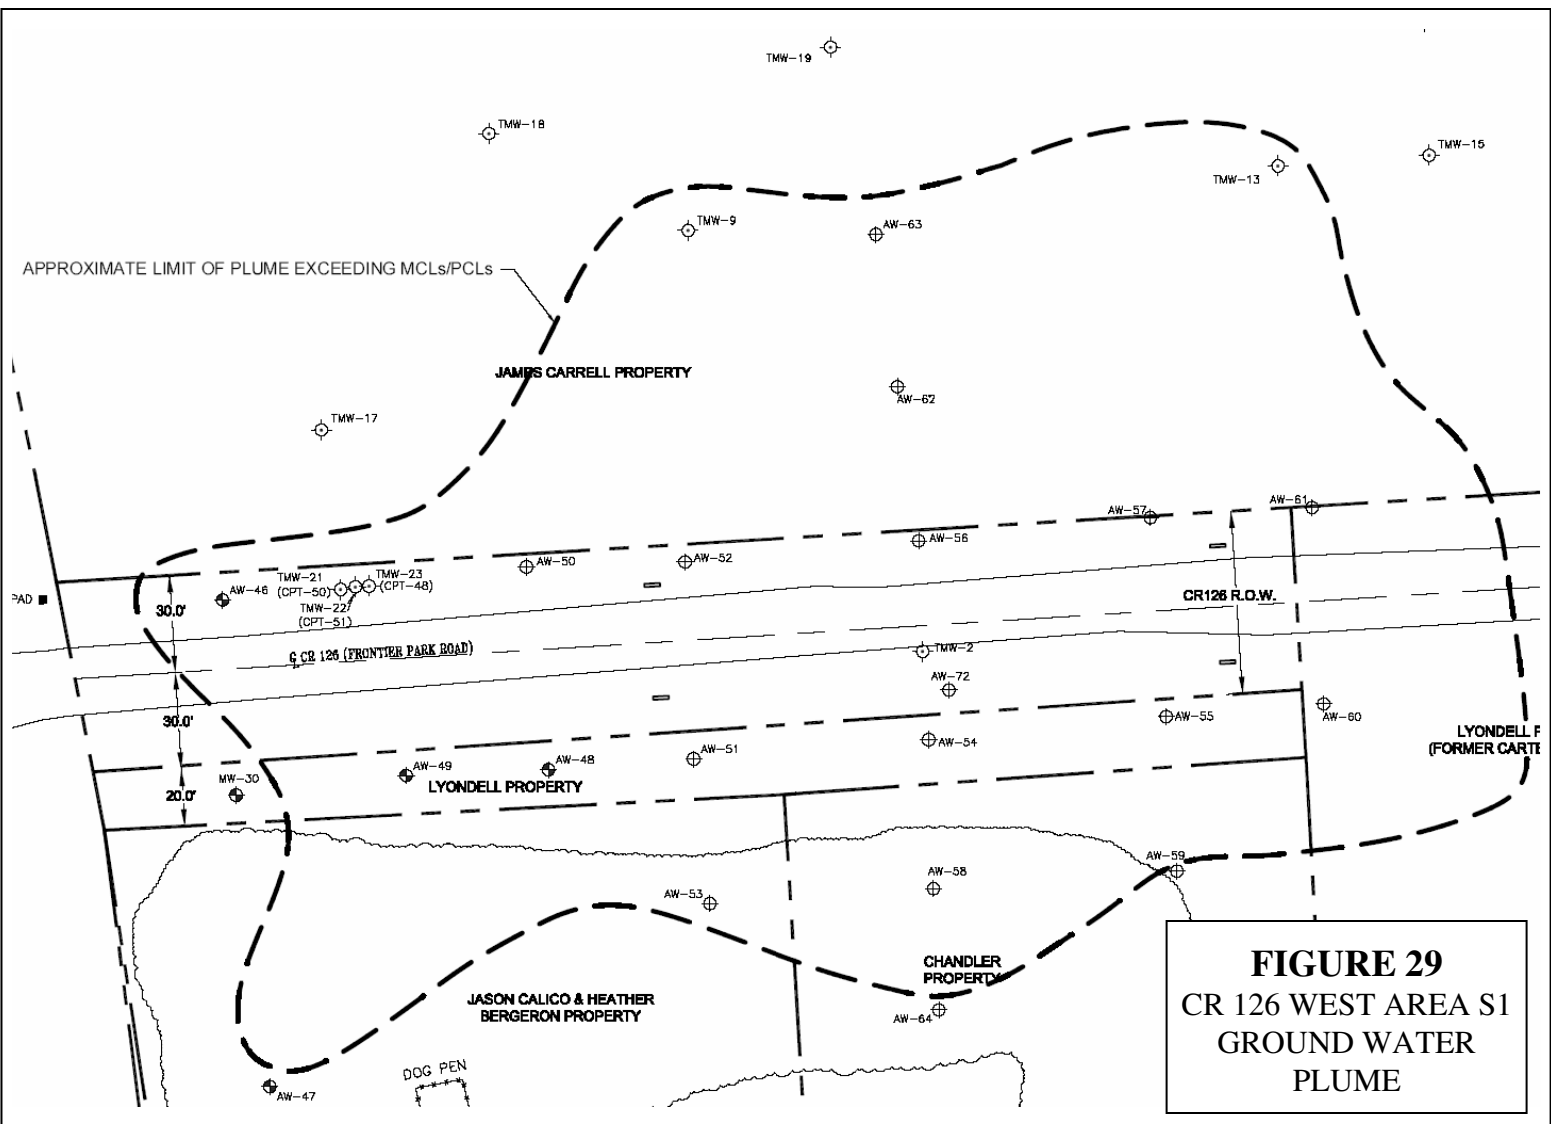 TMW-19
TMW-18
TMW-15
TMW-13
TMW-9
AW-63
APPROXIMATE LIMIT OF PLUME EXCEEDING MCLs/PCLs
JAMES CARRELL PROPERTY
AW-62
TMW-17
AW-61
AW-57
AW-56
AW-50
AW-52
TMW-21
(CPT-50)
TMW-23
(CPT-48)
AW-46
TMW-22
(CPT-51)
PAD
30.0'
CR126 R.O.W.
CR 126 (FRONTIER PARK ROAD)
TMW-2
AW-72
30.0'
AW-55
AW-60
LYONDELL P
(FORMER CARTE
AW-54
AW-51
AW-48
AW-49
MW-30
LYONDELL PROPERTY
20.0'
AW-59
AW-58
AW-53
CHANDLER
PROPERTY
JASON CALICO & HEATHER
BERGERON PROPERTY
AW-64
DOG PEN
AW-47
FIGURE 29
CR 126 WEST AREA S1
GROUND WATER
PLUME